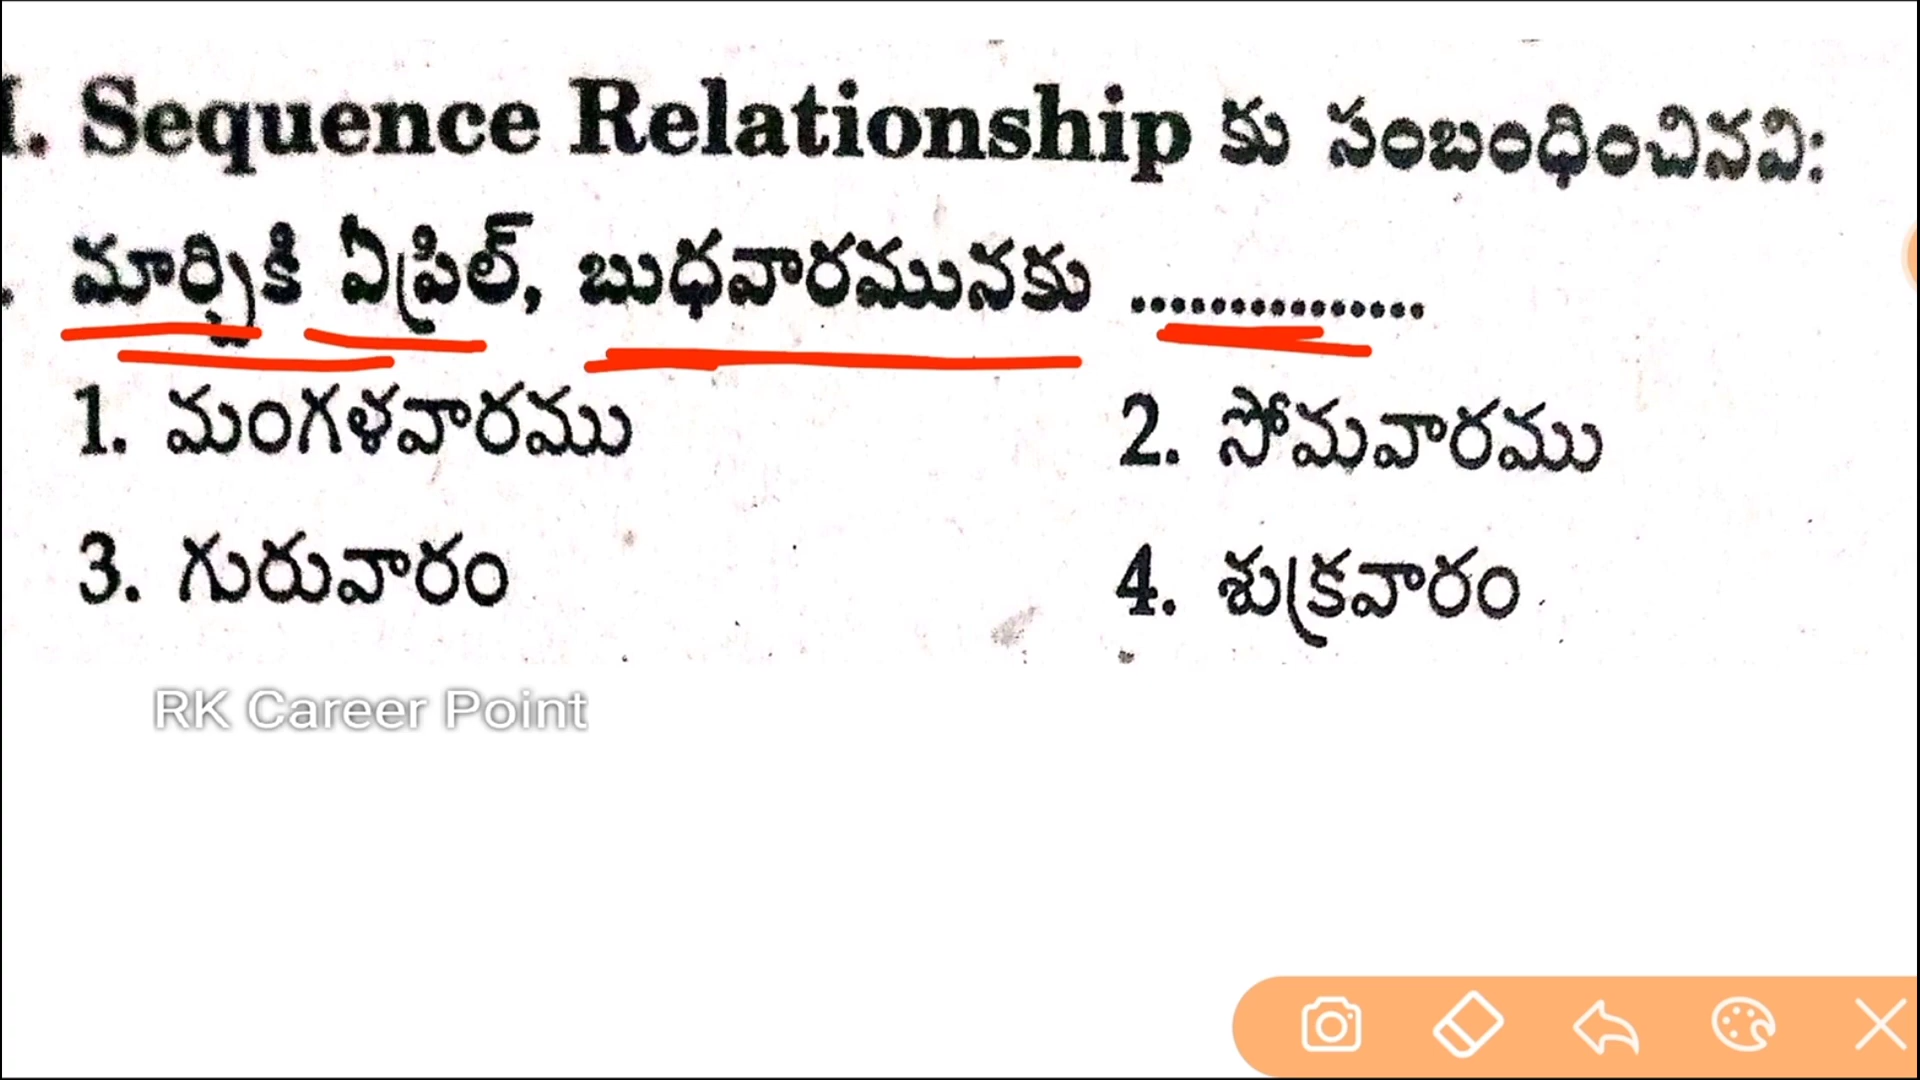 I. Sequence Relationship కు సంబంధించినవి:
. మార్చికి ఏప్రిల్, బుధవారమునకు ................
1. మంగళవారము 2. సోమవారము
3. గురువారం 4. శుక్రవారం
RK Career Point